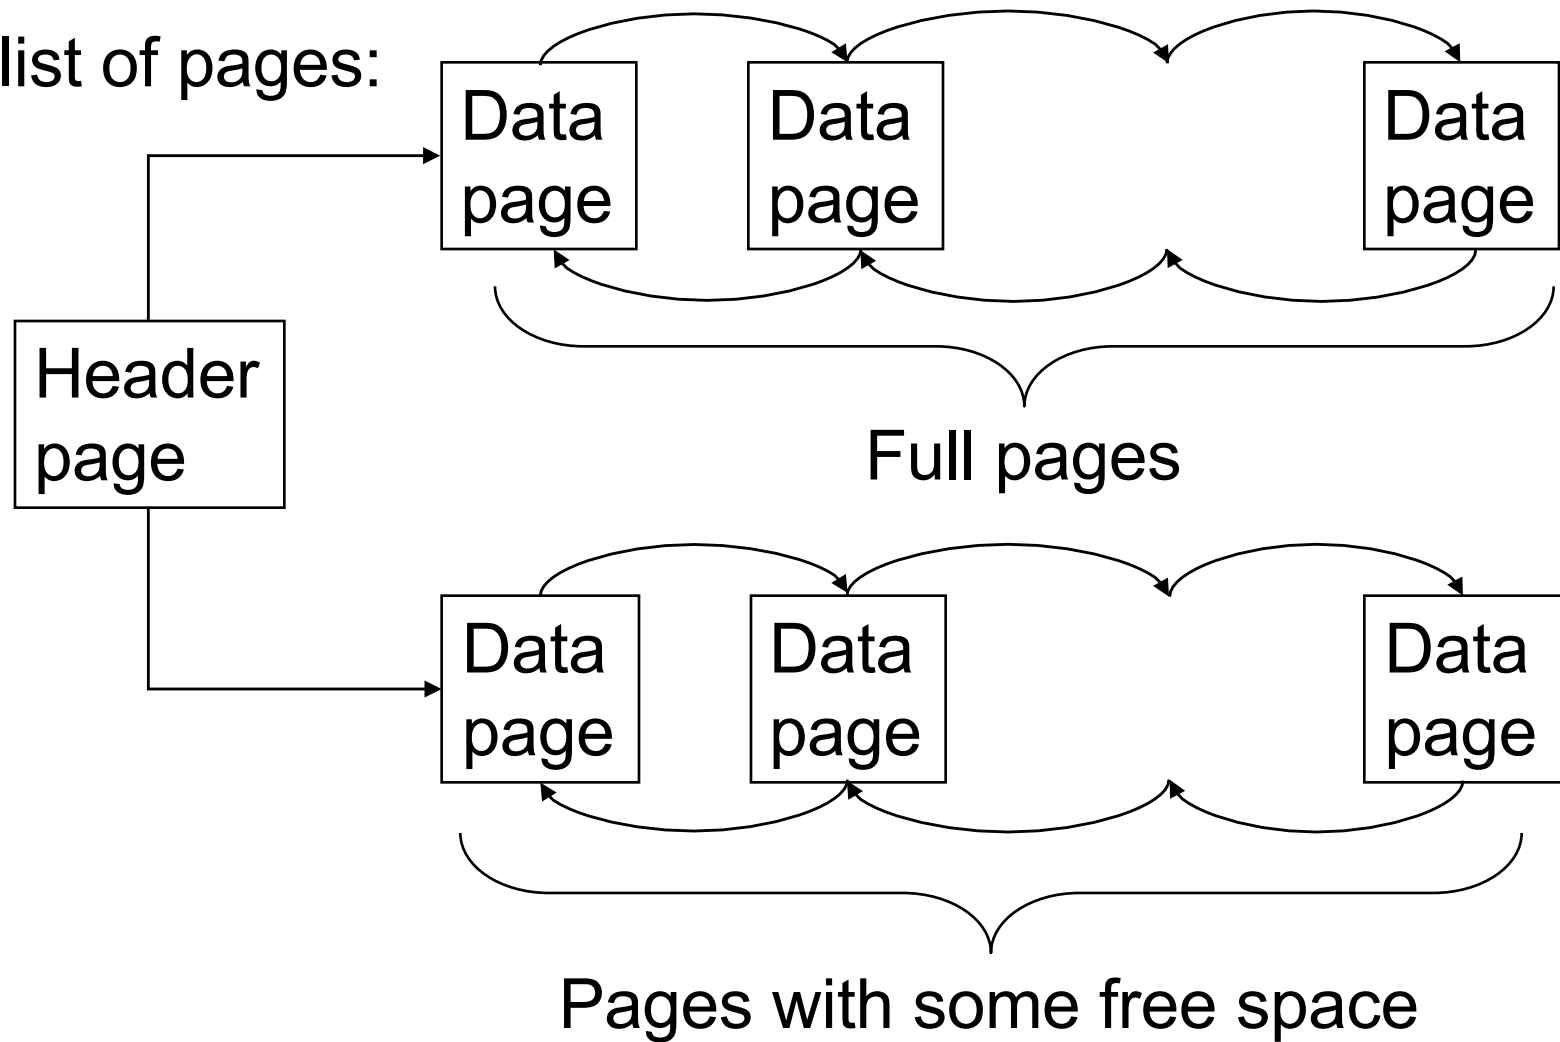 list of pages:
Data
page
Data
page
Data
page
Header
page
Full pages
Data
page
Data
page
Data
page
Pages with some free space